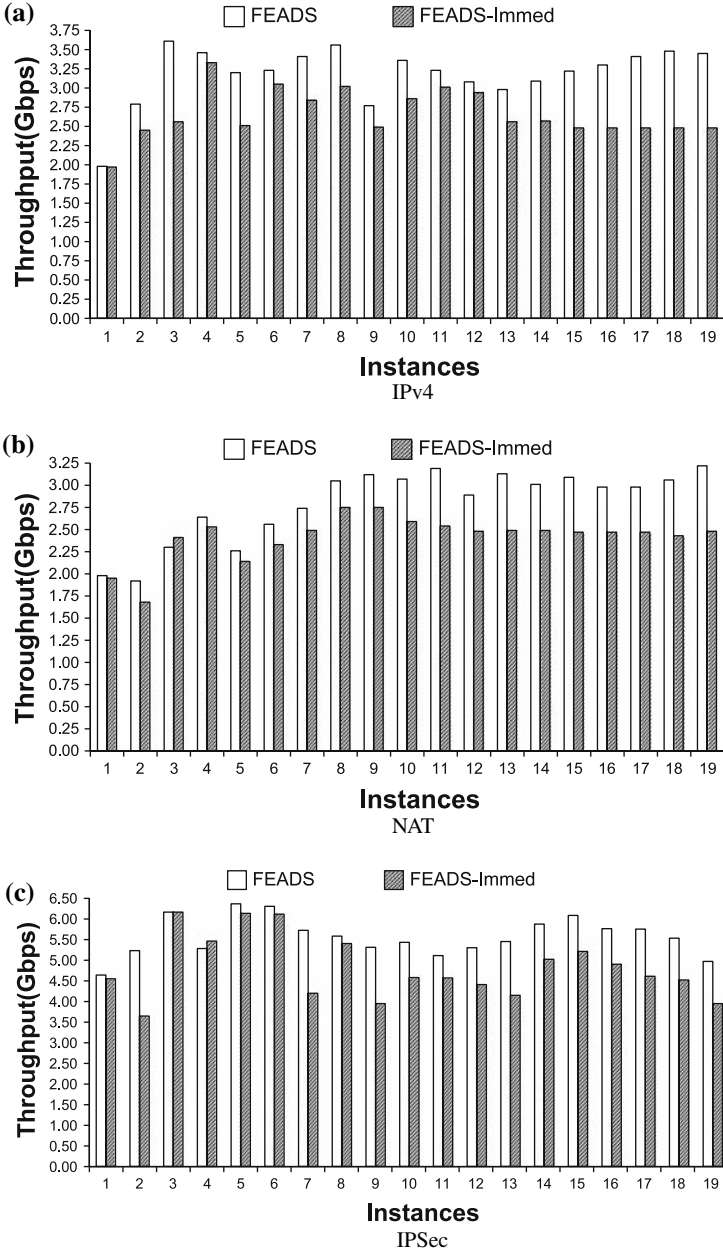 (a)
FEADS FEADS-Immed
Throughput(Gbps)
3.75
3.50
3.25
3.00
2.75
2.50
2.25
2.00
1.75
1.50
1.25
1.00
0.75
0.50
0.25
0.00
1 2 3 4 5 6 7 8 9 10 11 12 13 14 15 16 17 18 19
Instances
IPv4
(b)
FEADS FEADS-Immed
Throughput(Gbps)
3.25
3.00
2.75
2.50
2.25
2.00
1.75
1.50
1.25
1.00
0.75
0.50
0.25
0.00
1 2 3 4 5 6 7 8 9 10 11 12 13 14 15 16 17 18 19
Instances
NAT
(c)
FEADS FEADS-Immed
Throughput(Gbps)
6.50
6.00
5.50
5.00
4.50
4.00
3.50
3.00
2.50
2.00
1.50
1.00
0.50
0.00
1 2 3 4 5 6 7 8 9 10 11 12 13 14 15 16 17 18 19
Instances
IPSec